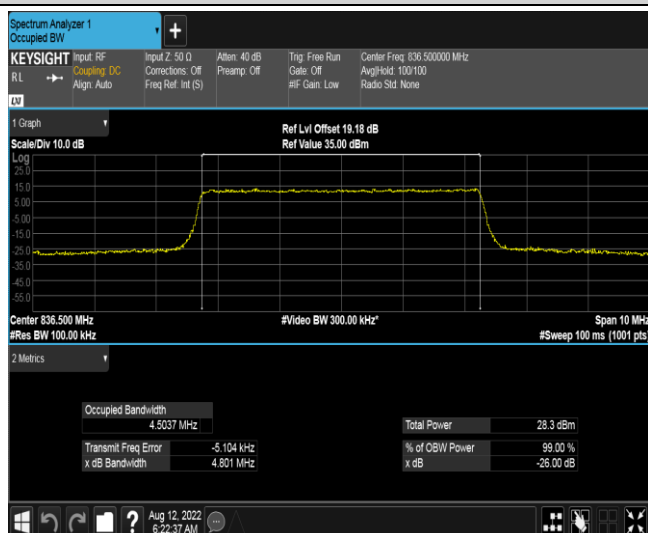 Spectrum Analyzer 1
Occupied BW
+
KEYSIGHT
RL
LXI
Input: RF
Coupling: DC
Align: Auto
Input Z: 50 Ω
Corrections: Off
Freq Ref: Int (S)
Atten: 40 dB
Preamp: Off
Trig: Free Run
Gate: Off
#IF Gain: Low
Center Freq: 836.500000 MHz
Avg|Hold: 100/100
Radio Std: None
1 Graph
Scale/Div 10.0 dB
Ref Lvl Offset 19.18 dB
Ref Value 35.00 dBm
Log
25.0
15.0
5.00
-5.00
-15.0
-25.0
-35.0
-45.0
-55.0
Center 836.500 MHz
#Res BW 100.00 kHz
#Video BW 300.00 kHz*
Span 10 MHz
#Sweep 100 ms (1001 pts)
2 Metrics
Occupied Bandwidth
4.5037 MHz
Transmit Freq Error -5.104 kHz
x dB Bandwidth 4.801 MHz
Total Power 28.3 dBm
% of OBW Power 99.00 %
x dB -26.00 dB
?
Aug 12, 2022
6:22:37 AM